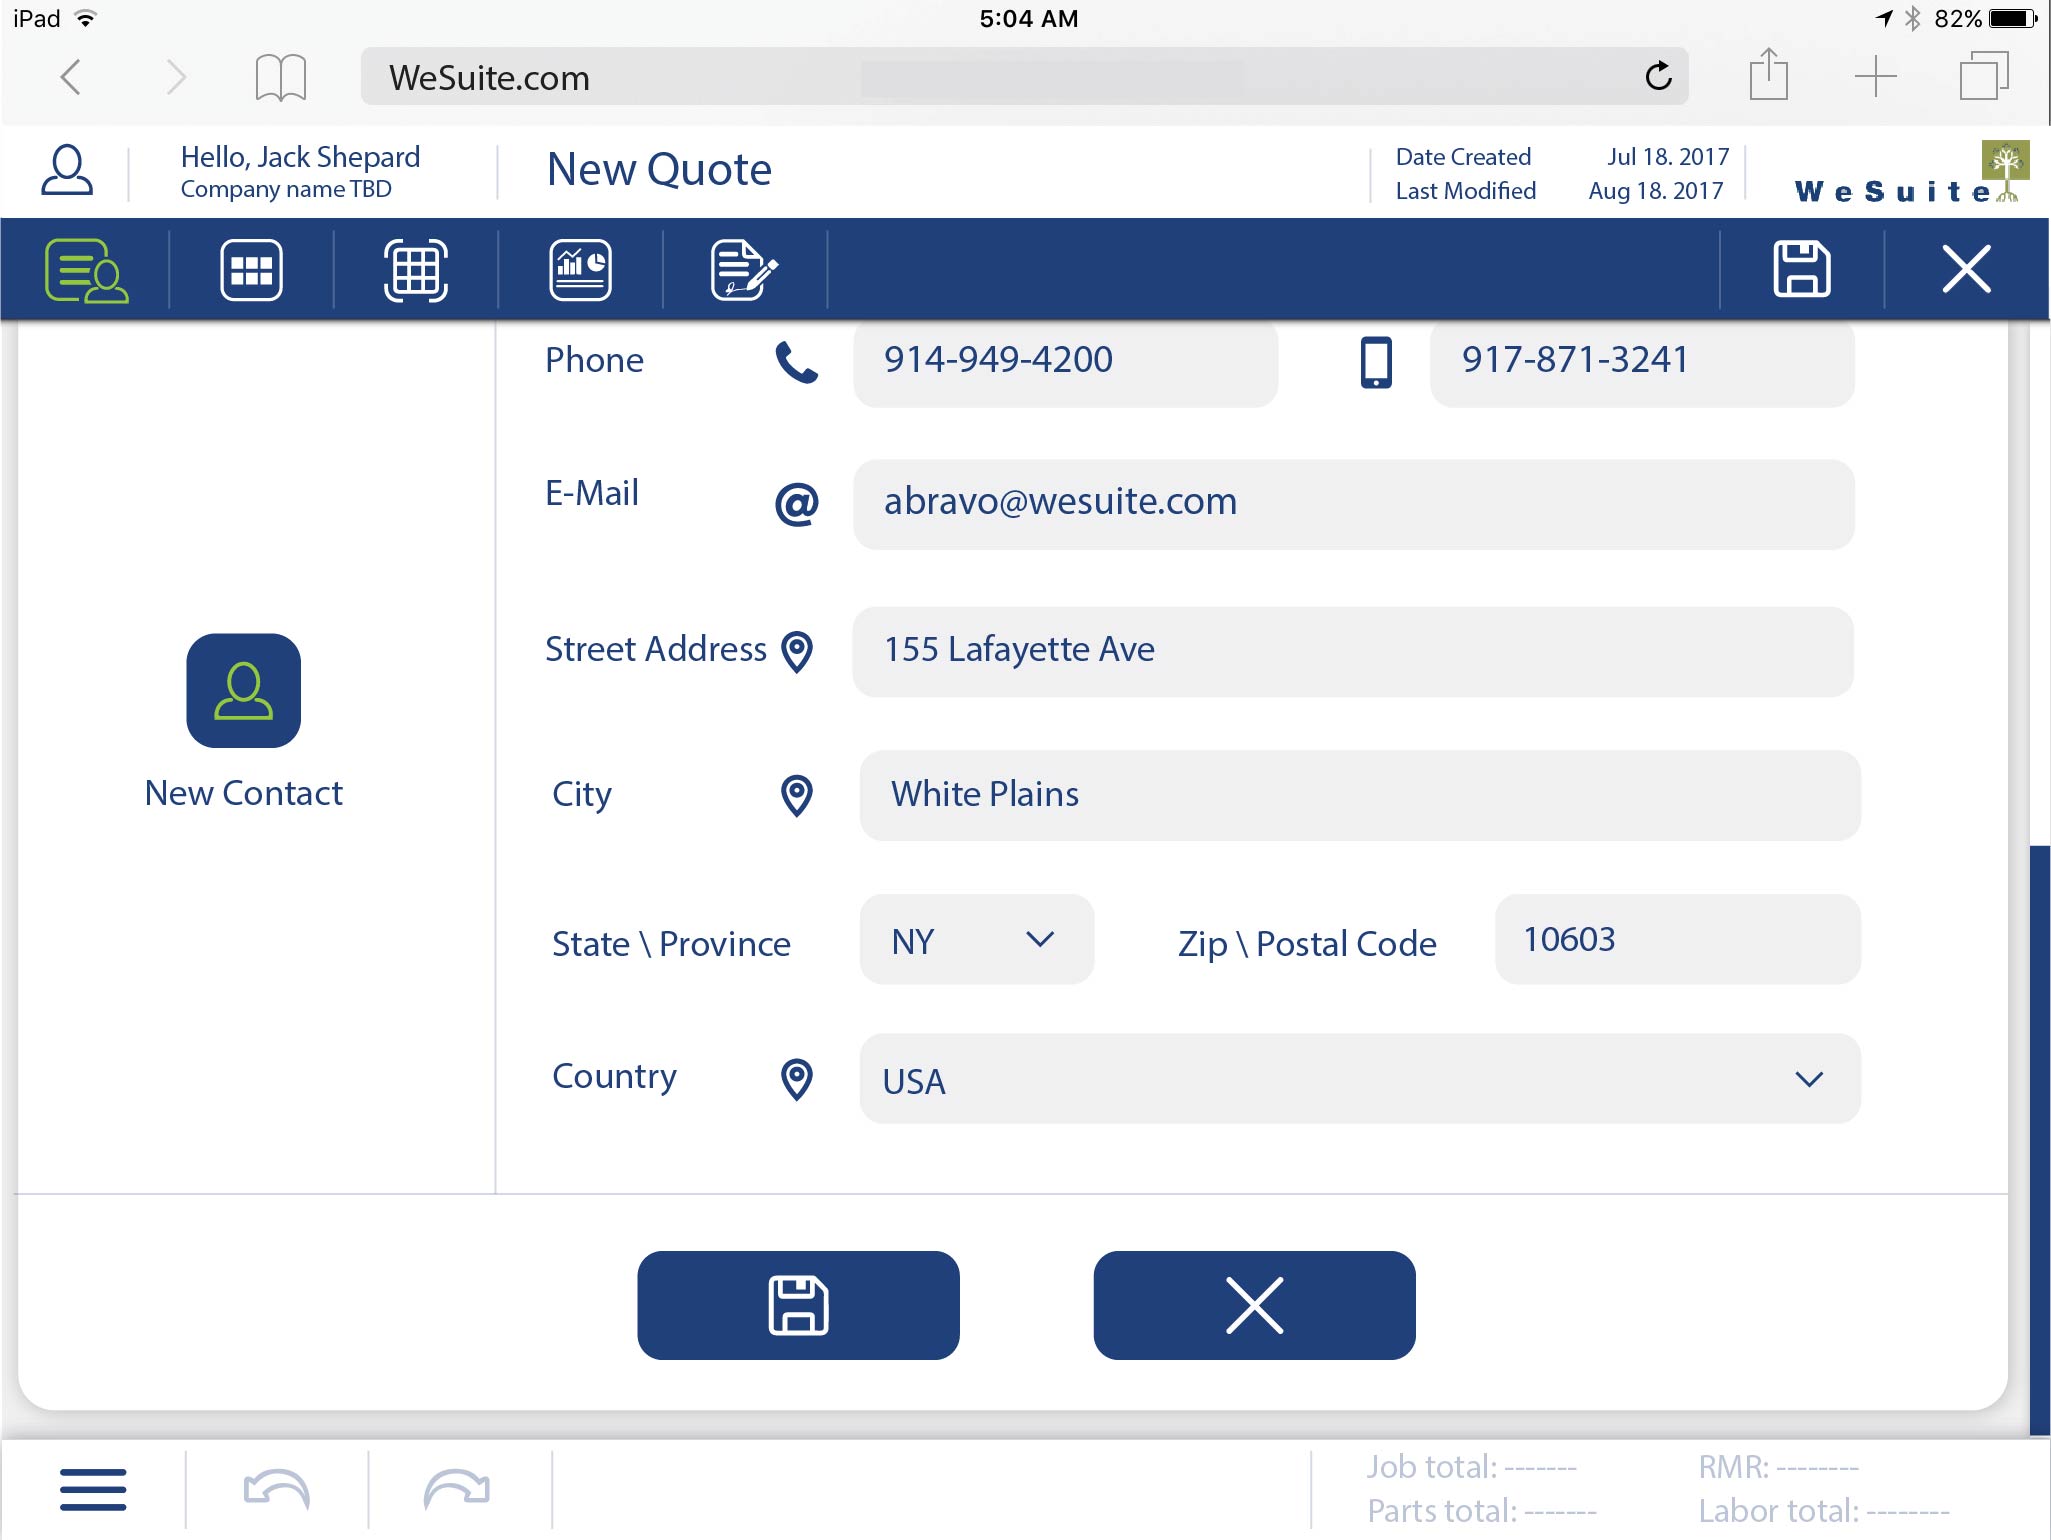 iPad 5:04 AM 82%
WeSuite.com
Hello, Jack Shepard
Company name TBD
New Quote
Date Created Jul 18. 2017
Last Modified Aug 18. 2017
WeSuite
Phone 914-949-4200 917-871-3241
E-Mail @ abravo@wesuite.com
Street Address 155 Lafayette Ave
New Contact
City White Plains
State \ Province NY Zip \ Postal Code 10603
Country USA
Job total: ------- RMR: --------
Parts total: ------- Labor total: --------